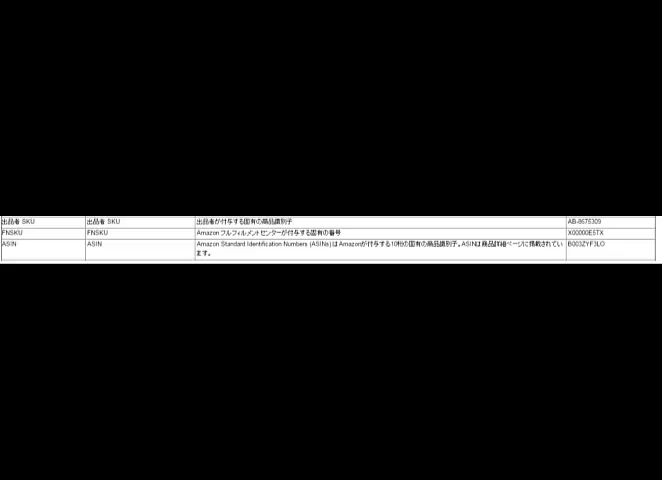 出品者 SKU 出品者 SKU 出品者が付与する固有の商品識別子 AB-8675309
FNSKU FNSKU Amazon フルフィルメントセンターが付与する固有の番号 X00000E5TX
ASIN ASIN Amazon Standard Identification Numbers (ASINs) は Amazonが付与する10桁の固有の商品識別子。ASINは商品詳細ページに掲載されてい B003ZYF3LO
ます。